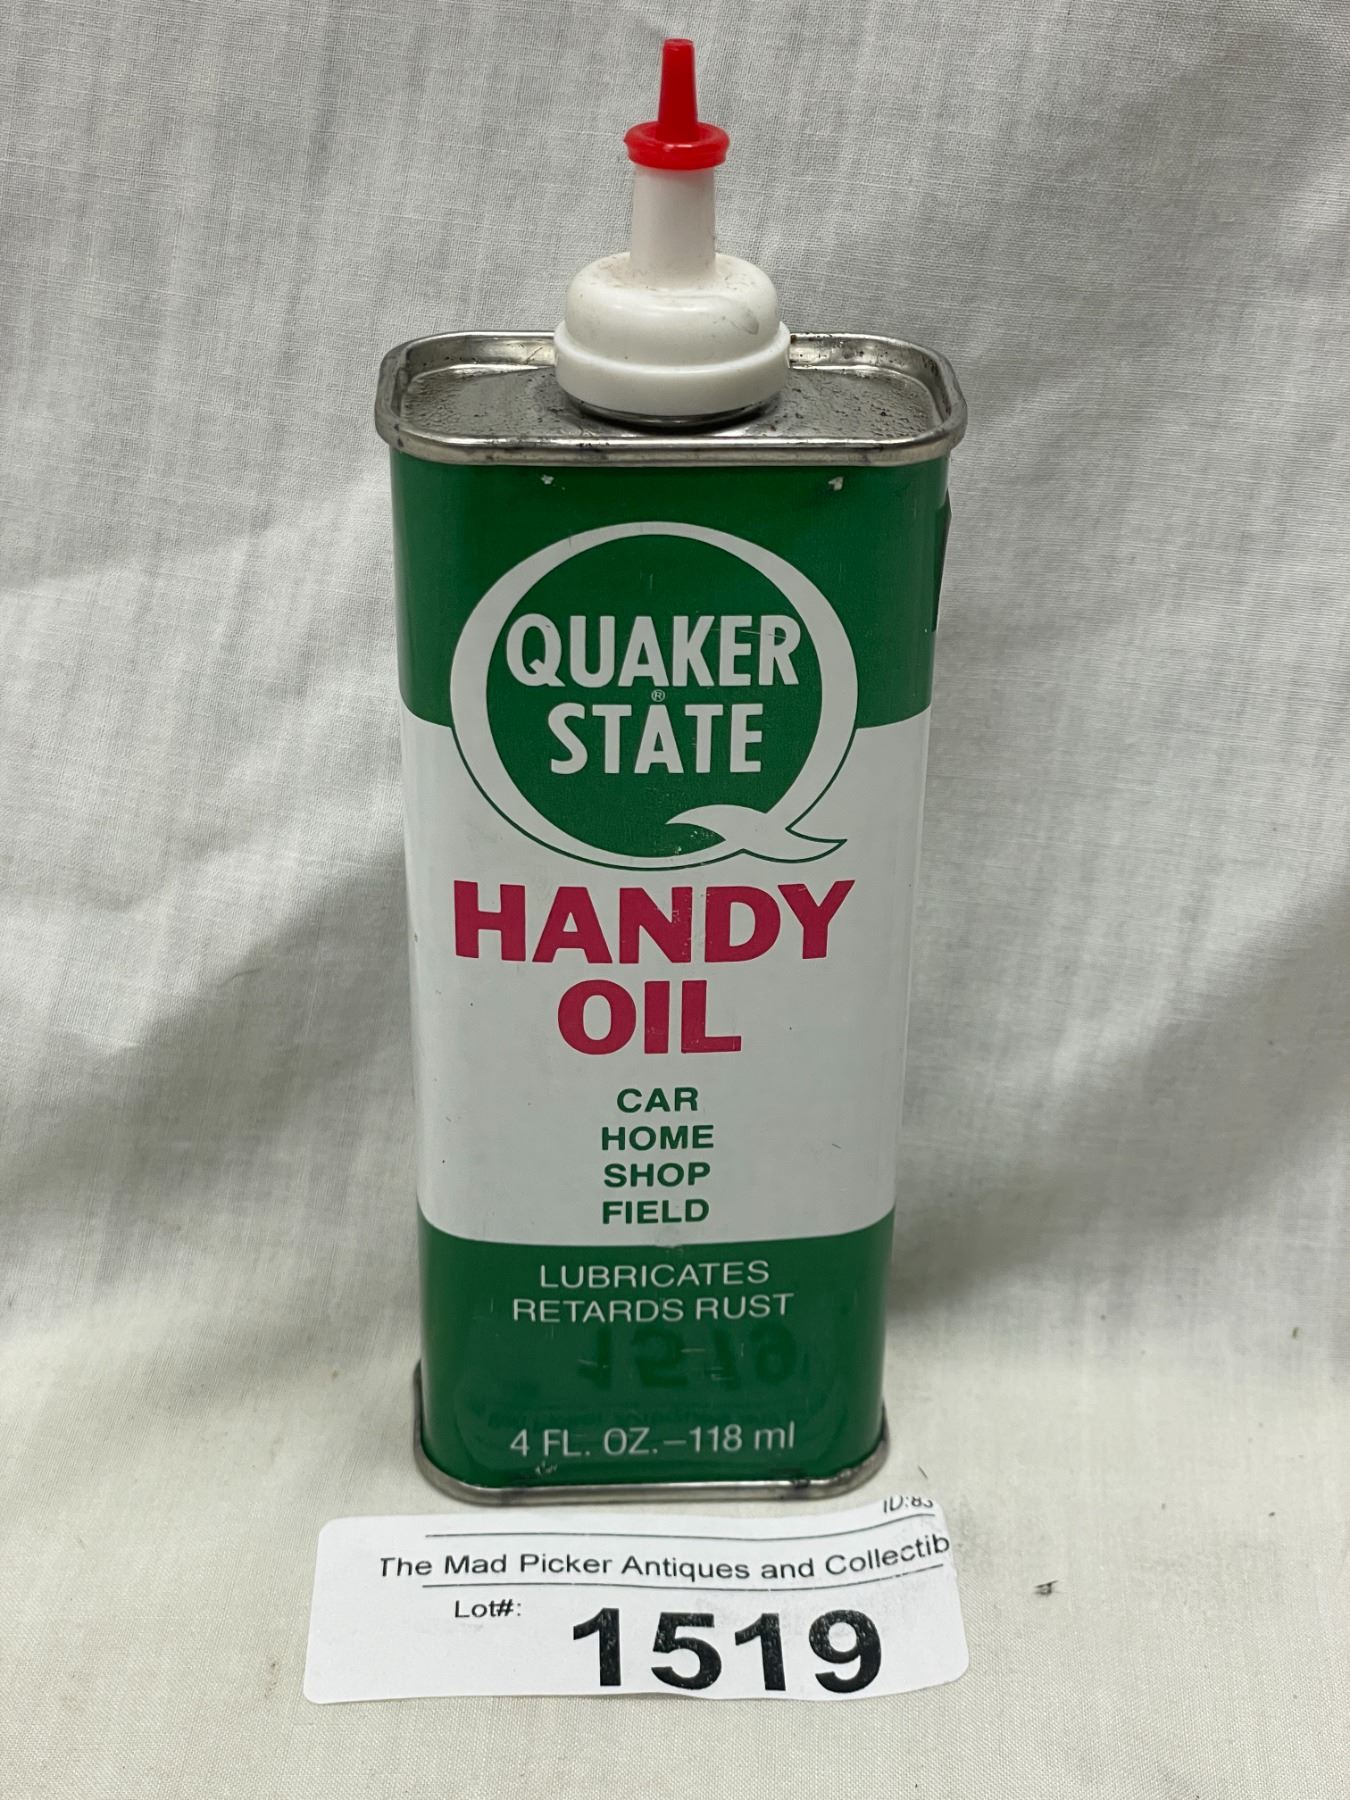 QUAKER
®
STATE
HANDY
OIL
CAR
HOME
SHOP
FIELD
LUBRICATES
RETARDS RUST
4 FL. OZ.–118 ml
The Mad Picker Antiques and Collectib
Lot#: 1519